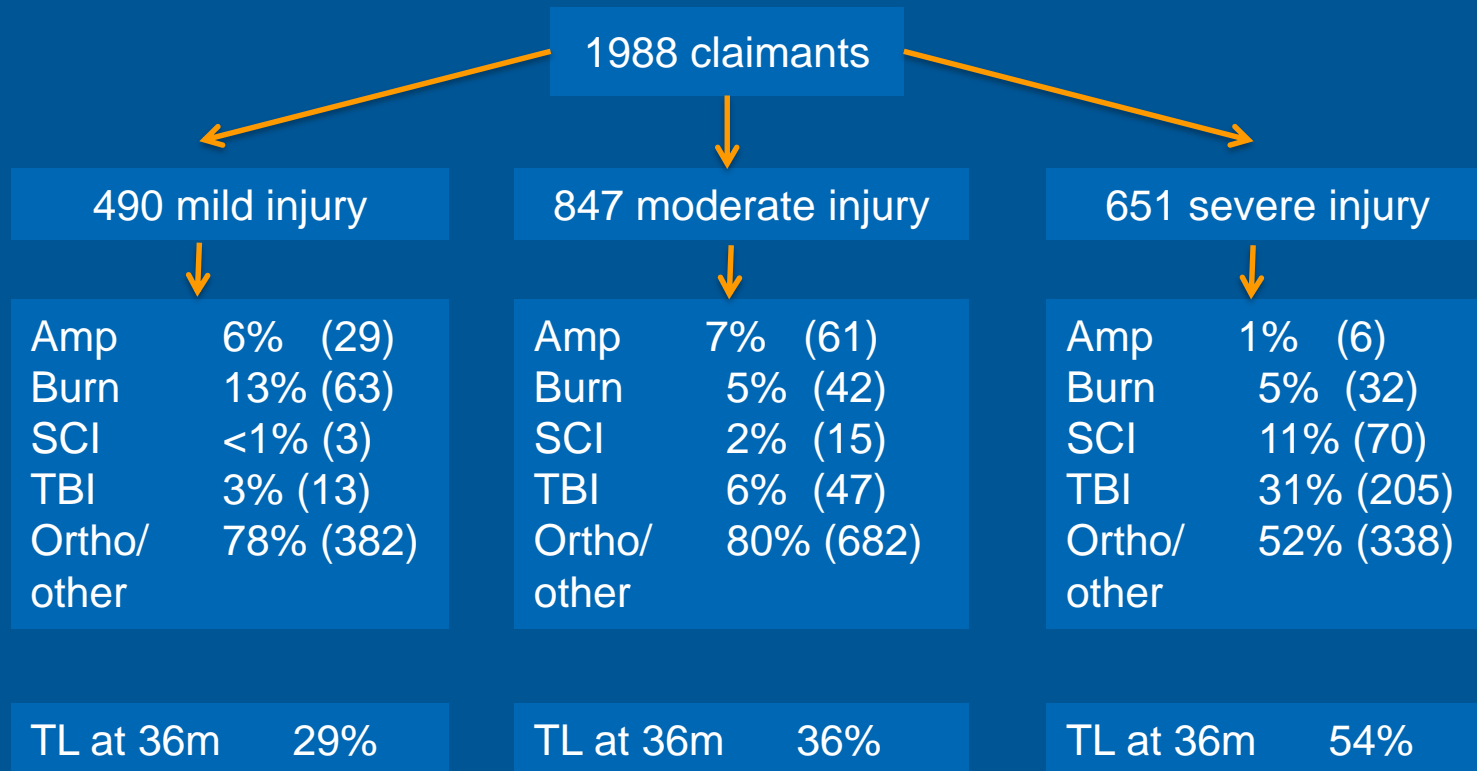 1988 claimants
490 mild injury
847 moderate injury
651 severe injury
Amp 6% (29)
Burn 13% (63)
SCI <1% (3)
TBI 3% (13)
Ortho/ 78% (382)
other
Amp 7% (61)
Burn 5% (42)
SCI 2% (15)
TBI 6% (47)
Ortho/ 80% (682)
other
Amp 1% (6)
Burn 5% (32)
SCI 11% (70)
TBI 31% (205)
Ortho/ 52% (338)
other
TL at 36m 29%
TL at 36m 36%
TL at 36m 54%